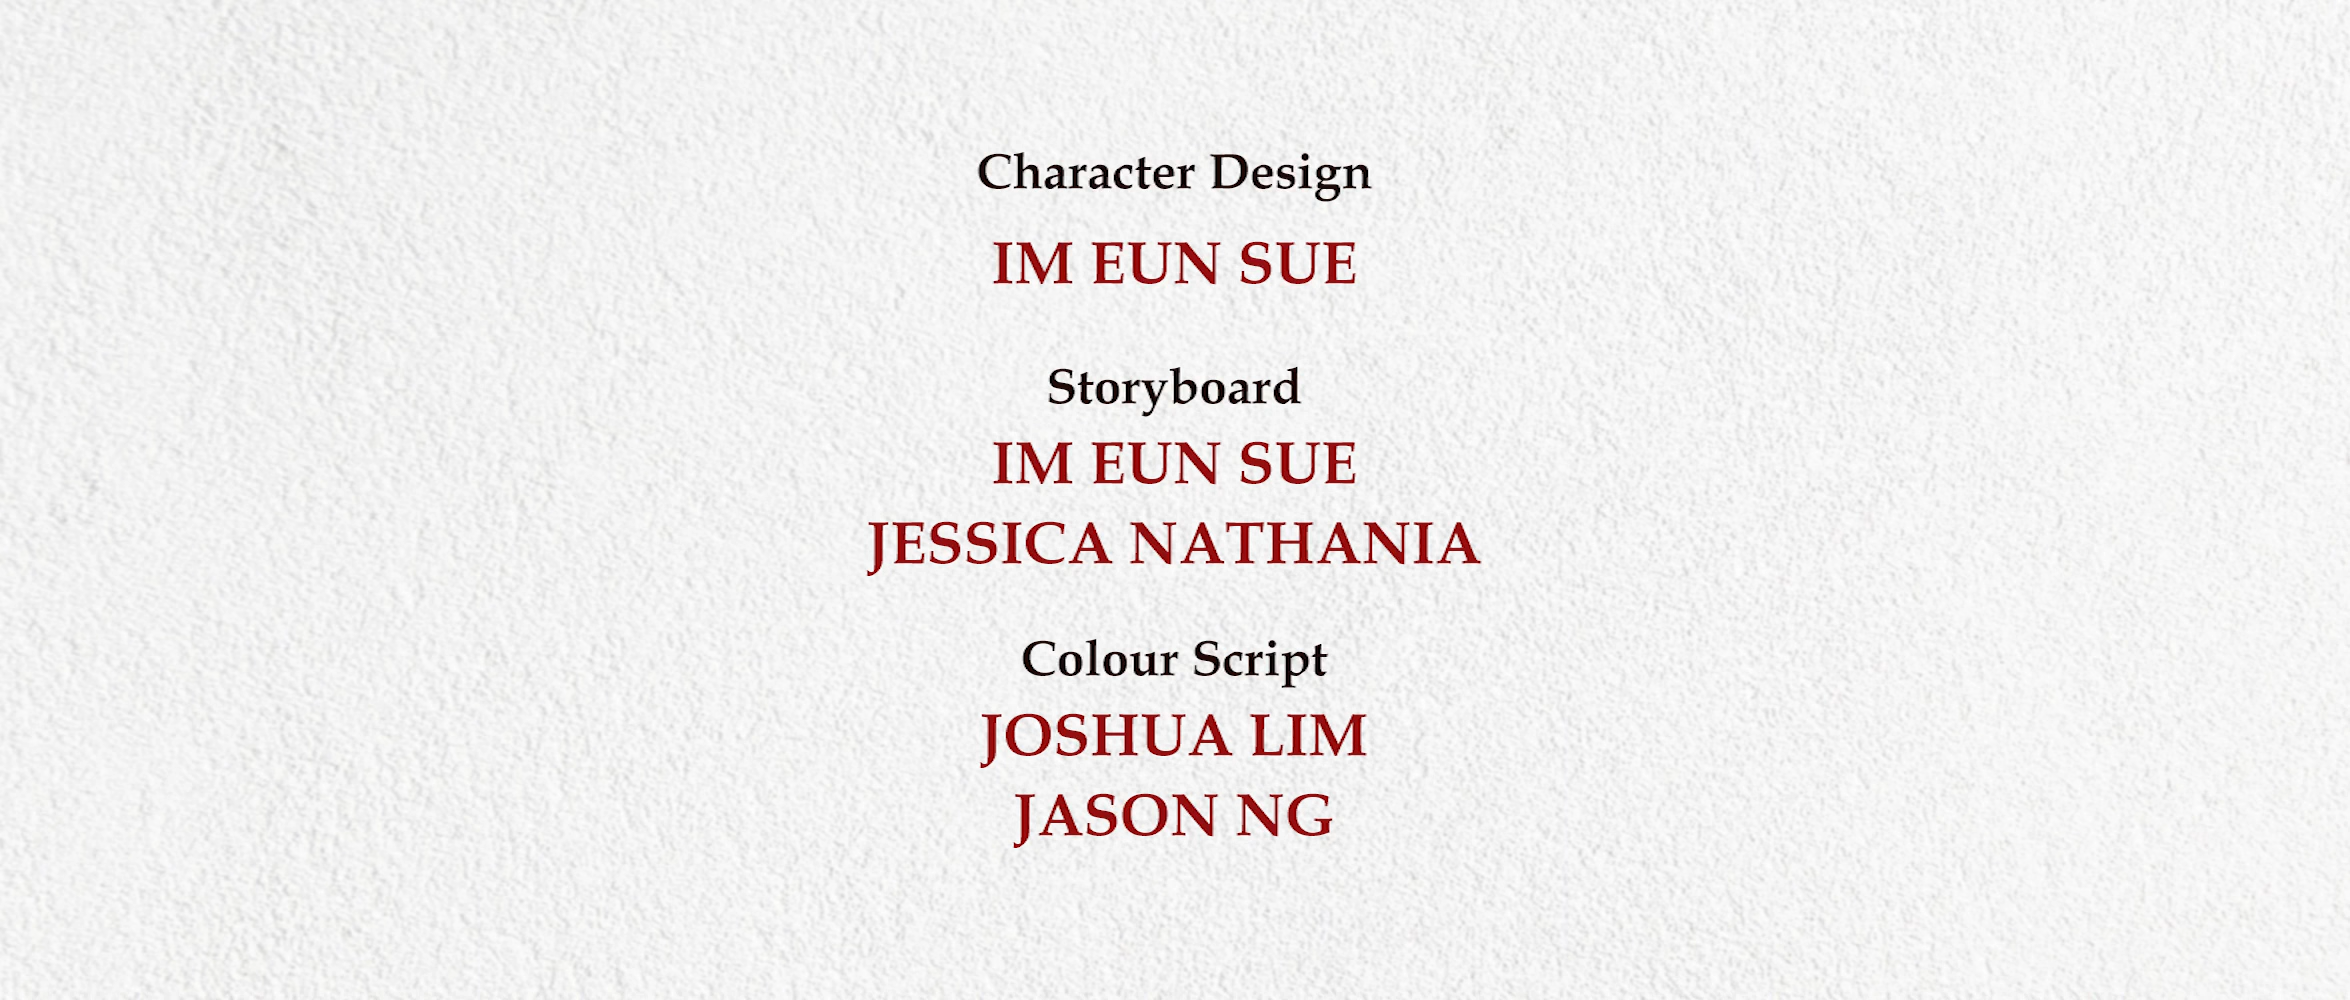 Character Design
IM EUN SUE
Storyboard
IM EUN SUE
JESSICA NATHANIA
Colour Script
JOSHUA LIM
JASON NG